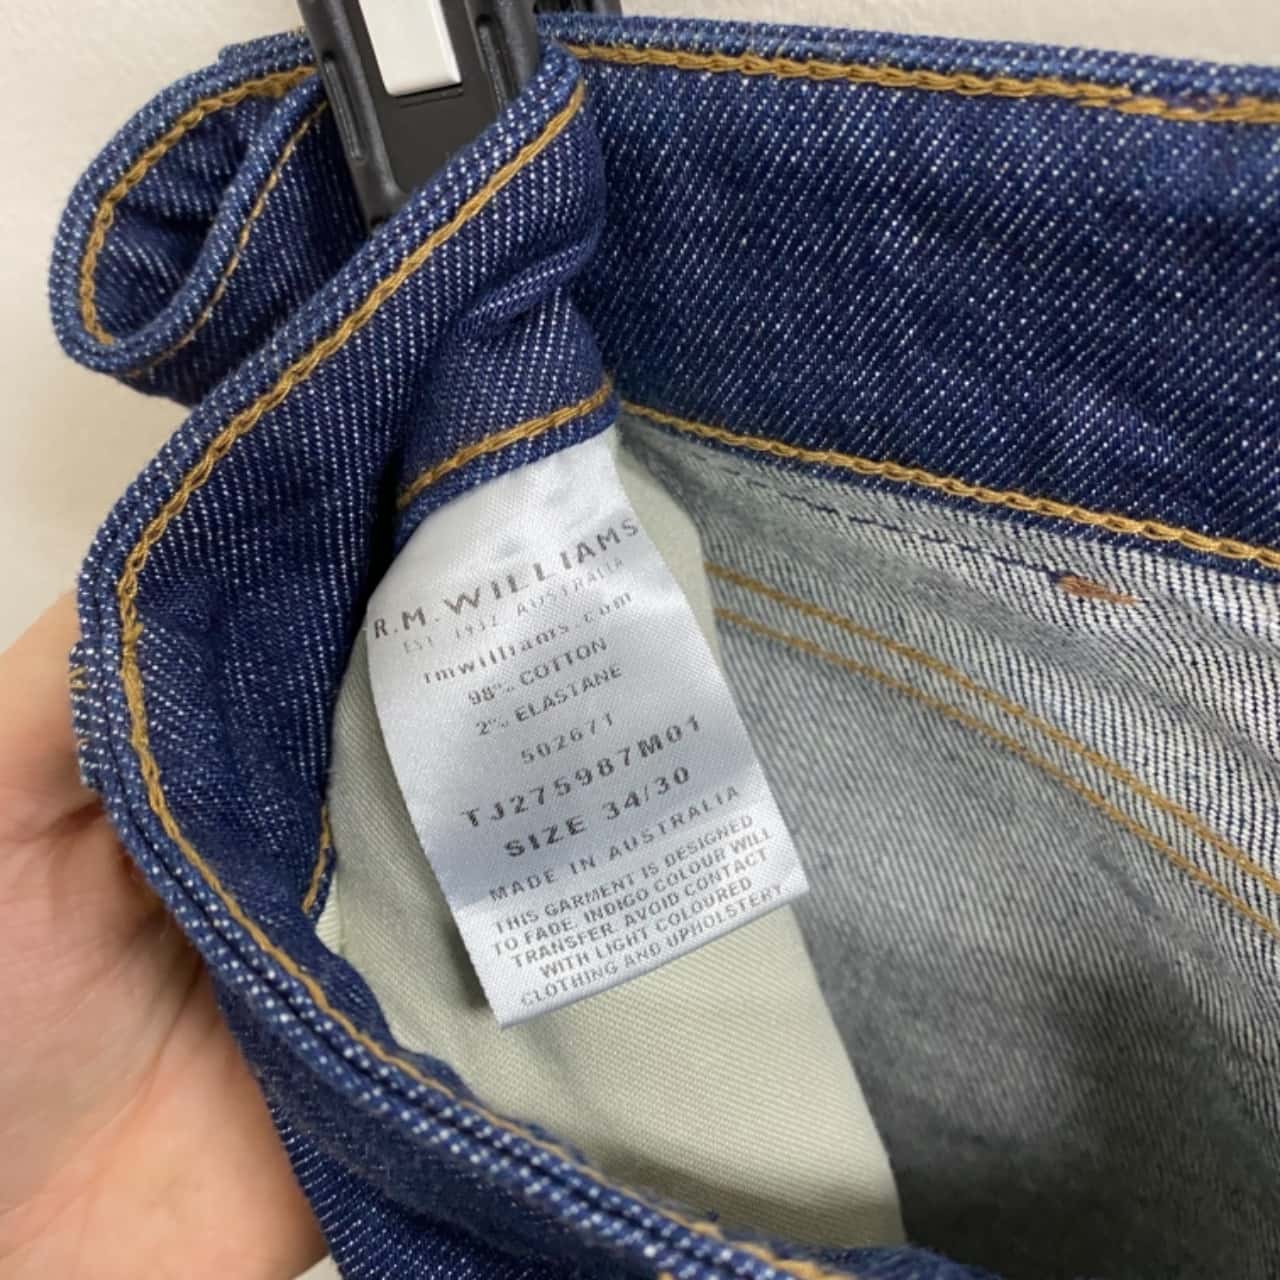 R.M.WILLIAMS
EST 1932 AUSTRALIA
rmwilliams.com
98% COTTON
2% ELASTANE
502671
TJ275987M01
SIZE 34/30
MADE IN AUSTRALIA
THIS GARMENT IS DESIGNED
TO FADE. INDIGO COLOUR WILL
TRANSFER. AVOID CONTACT
WITH LIGHT COLOURED
CLOTHING AND UPHOLSTERY